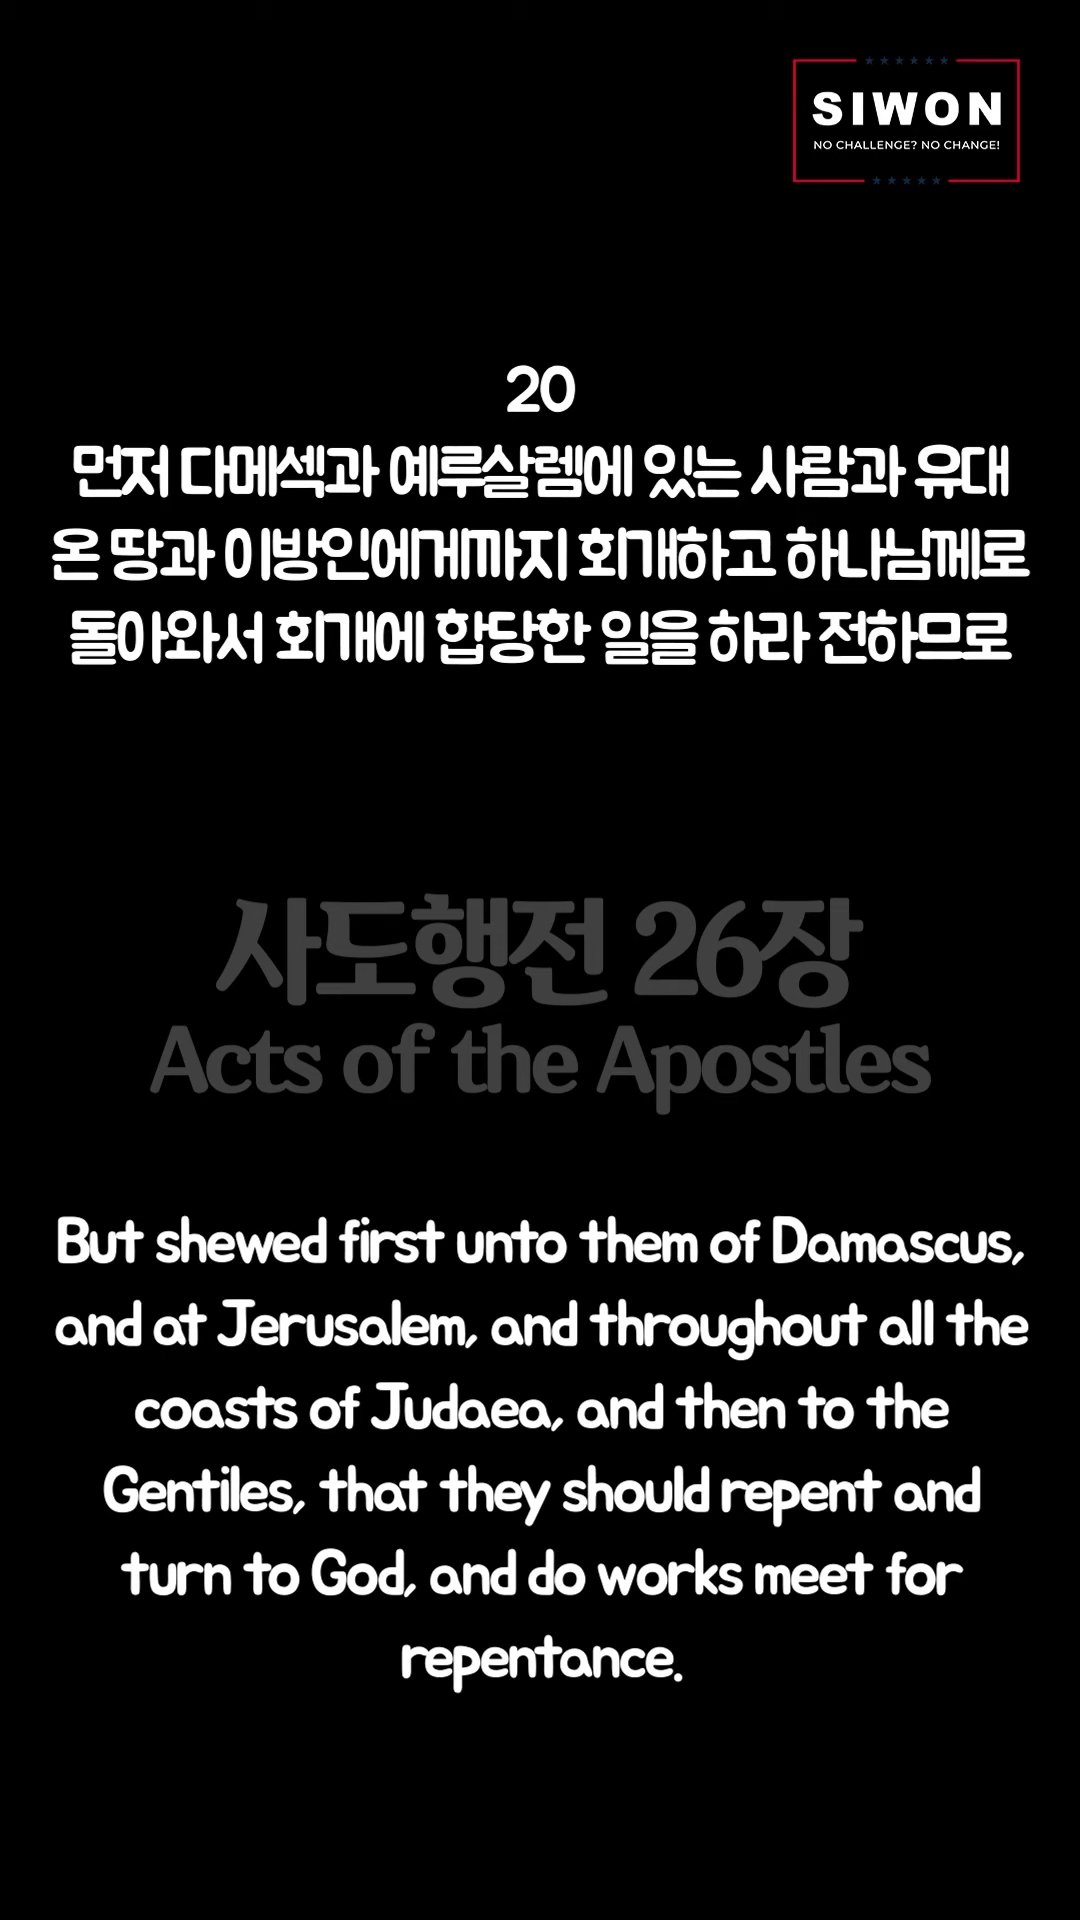 SIWON
NO CHALLENGE? NO CHANGE!
20
먼저 다메섹과 예루살렘에 있는 사람과 유대
온 땅과 이방인에게까지 회개하고 하나님께로
돌아와서 회개에 합당한 일을 하라 전하므로
사도행전 26장
Acts of the Apostles
But shewed first unto them of Damascus,
and at Jerusalem, and throughout all the
coasts of Judaea, and then to the
Gentiles, that they should repent and
turn to God, and do works meet for
repentance.